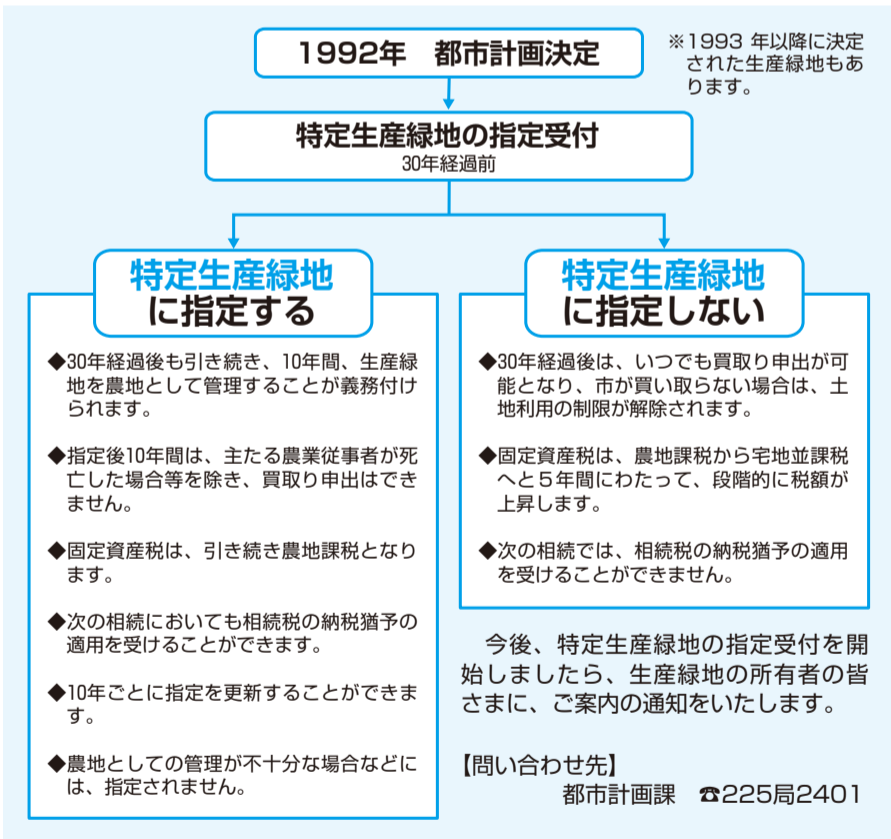 1992年　都市計画決定
※1993 年以降に決定
された生産緑地もあ
ります。
特定生産緑地の指定受付
30年経過前
特定生産緑地
に指定する
◆30年経過後も引き続き、10年間、生産緑
地を農地として管理することが義務付け
られます。
◆指定後10年間は、主たる農業従事者が死
亡した場合等を除き、買取り申出はでき
ません。
◆固定資産税は、引き続き農地課税となり
ます。
◆次の相続においても相続税の納税猶予の
適用を受けることができます。
◆10年ごとに指定を更新することができま
す。
◆農地としての管理が不十分な場合などに
は、指定されません。
特定生産緑地
に指定しない
◆30年経過後は、いつでも買取り申出が可
能となり、市が買い取らない場合は、土
地利用の制限が解除されます。
◆固定資産税は、農地課税から宅地並課税
へと５年間にわたって、段階的に税額が
上昇します。
◆次の相続では、相続税の納税猶予の適用
を受けることができません。
　今後、特定生産緑地の指定受付を開
始しましたら、生産緑地の所有者の皆
さまに、ご案内の通知をいたします。
【問い合わせ先】
都市計画課　☎225局2401